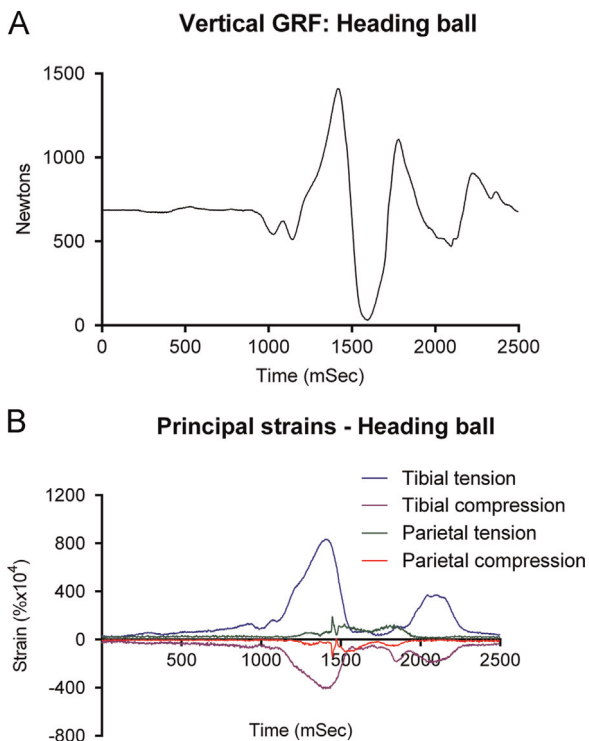 A
Vertical GRF: Heading ball
1500
1000
500
0
Newtons
0 500 1000 1500 2000 2500
Time (mSec)
B
Principal strains - Heading ball
Tibial tension
Tibial compression
Parietal tension
Parietal compression
1200
800
400
0
-400
-800
Strain (%x10⁴)
500 1000 1500 2000 2500
Time (mSec)